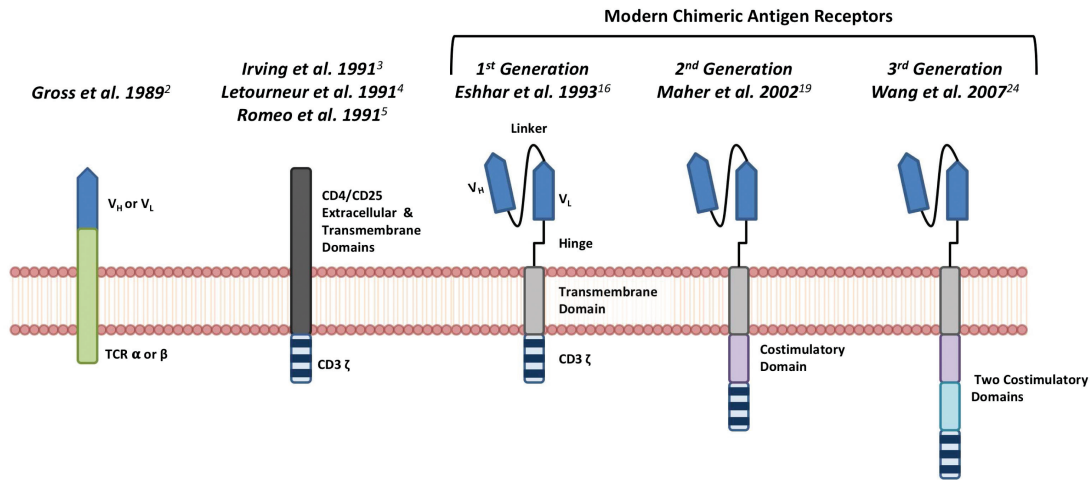 Modern Chimeric Antigen Receptors
Gross et al. 1989²
Irving et al. 1991³
Letourneur et al. 1991⁴
Romeo et al. 1991⁵
1ˢᵗ Generation
Eshhar et al. 1993¹⁶
2ⁿᵈ Generation
Maher et al. 2002¹⁹
3ʳᵈ Generation
Wang et al. 2007²⁴
V_H or V_L
TCR α or β
CD4/CD25
Extracellular &
Transmembrane
Domains
CD3 ζ
Linker
V_H
V_L
Hinge
Transmembrane
Domain
CD3 ζ
Costimulatory
Domain
Two Costimulatory
Domains